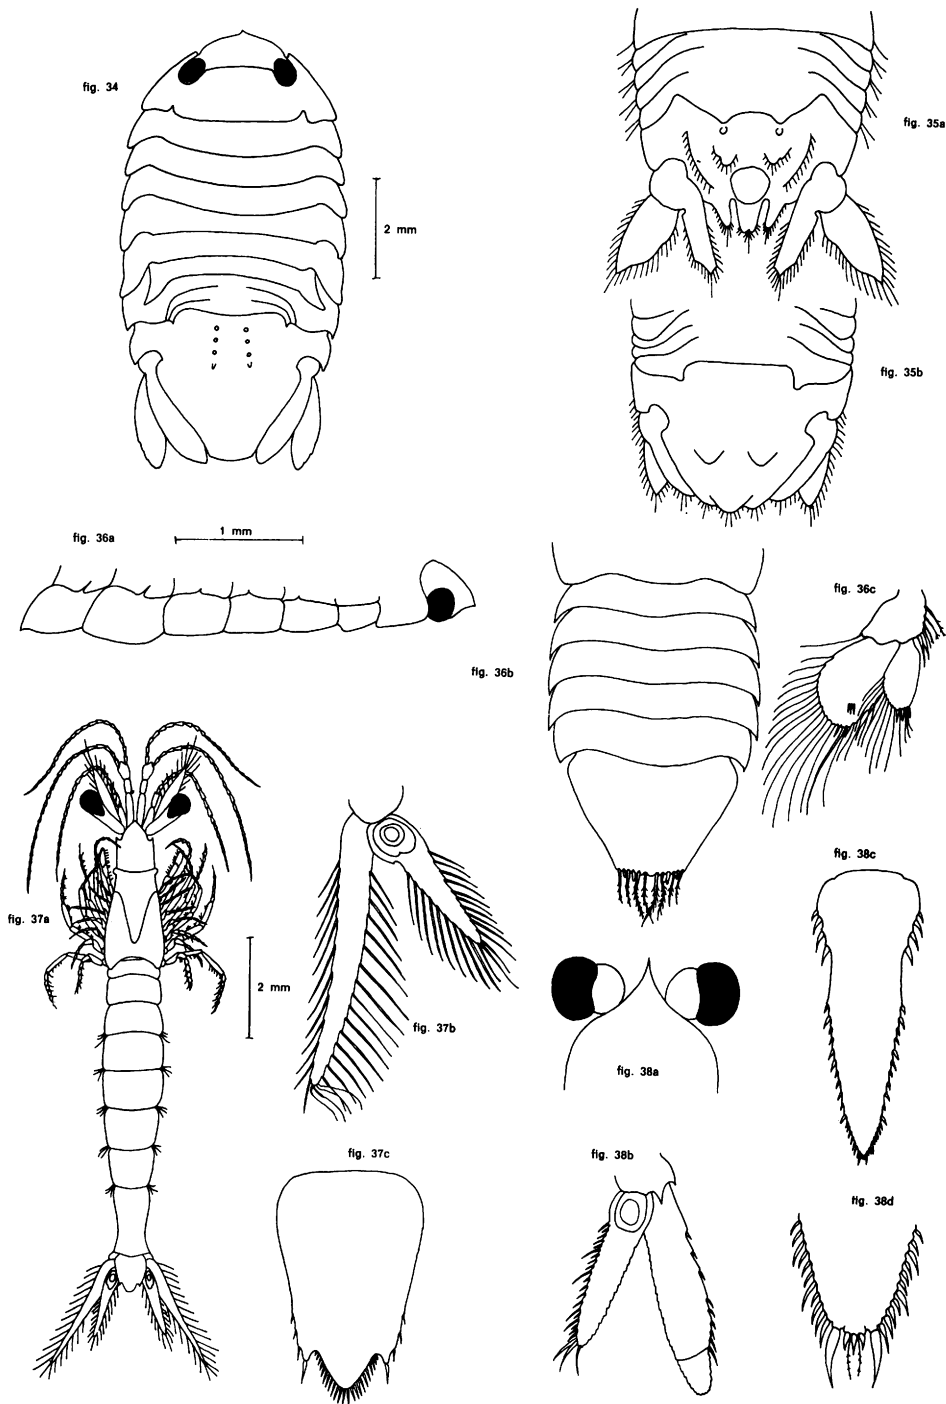 fig. 34
fig. 35a
2 mm
fig. 35b
fig. 36a
1 mm
fig. 36c
fig. 36b
fig. 38c
fig. 37a
2 mm
fig. 37b
fig. 38a
fig. 37c
fig. 38b
fig. 38d